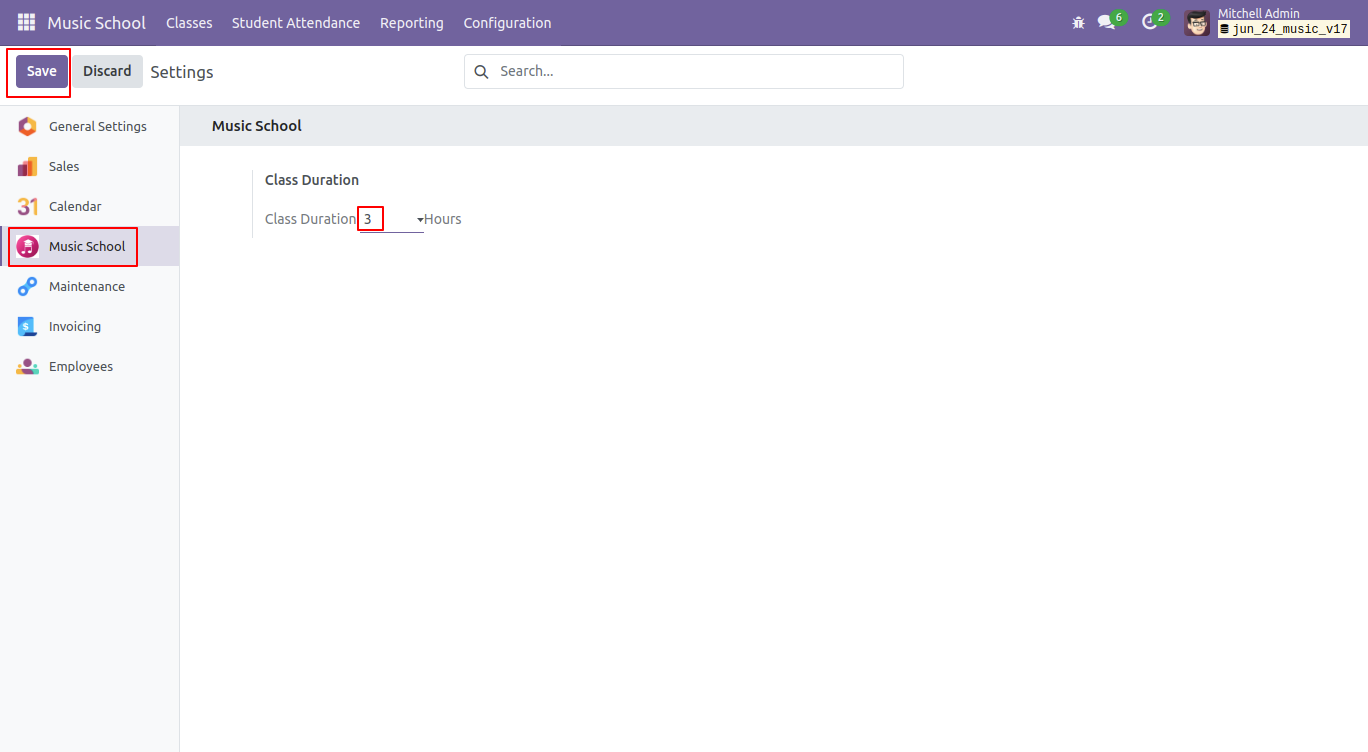 Music School Classes Student Attendance Reporting Configuration 6 2 Mitchell Admin
jun_24_music_v17
Save Discard Settings Search...
General Settings
Sales
31 Calendar
Music School
Maintenance
$ Invoicing
Employees
Music School
Class Duration
Class Duration 3 Hours